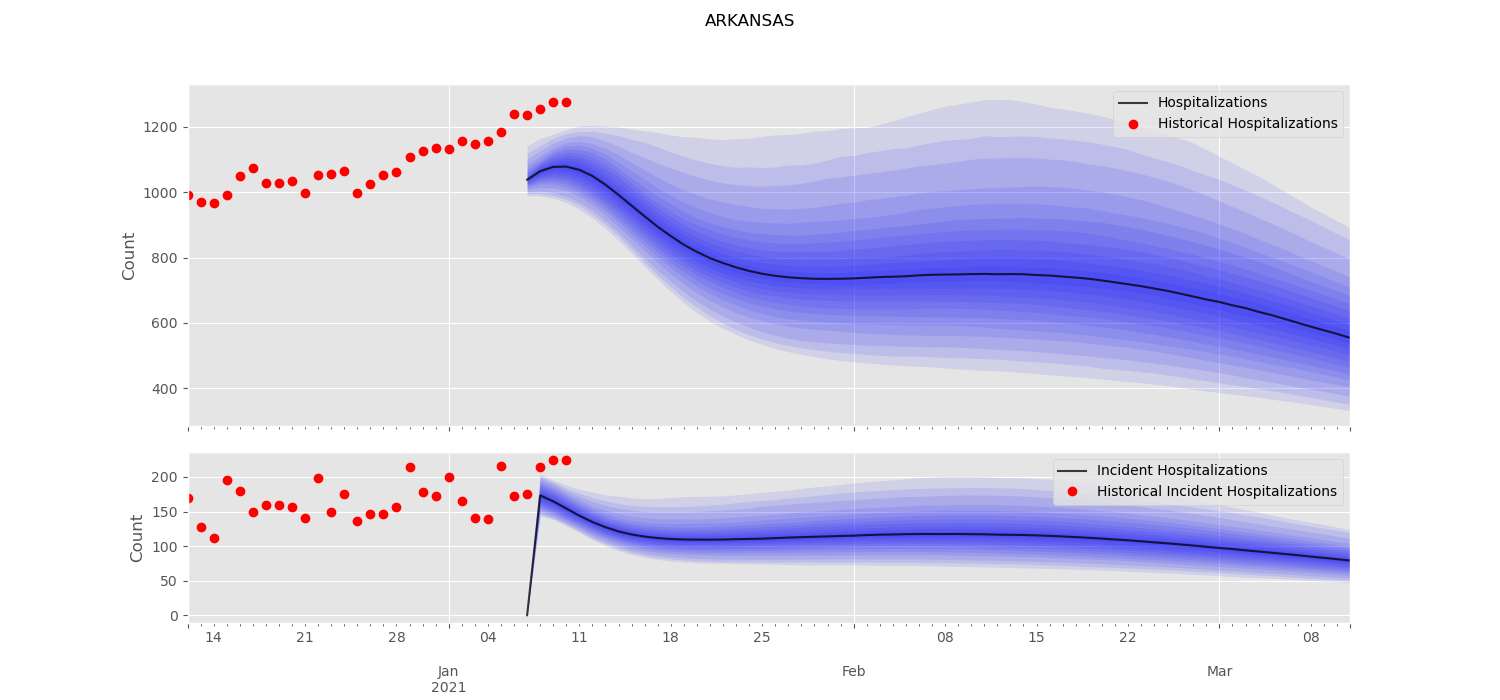 ARKANSAS
Hospitalizations
Historical Hospitalizations
1200
1000
800
600
400
Count
Incident Hospitalizations
Historical Incident Hospitalizations
200
150
100
50
0
Count
14 21 28 04 11 18 25 08 15 22 08
Jan Feb Mar
2021